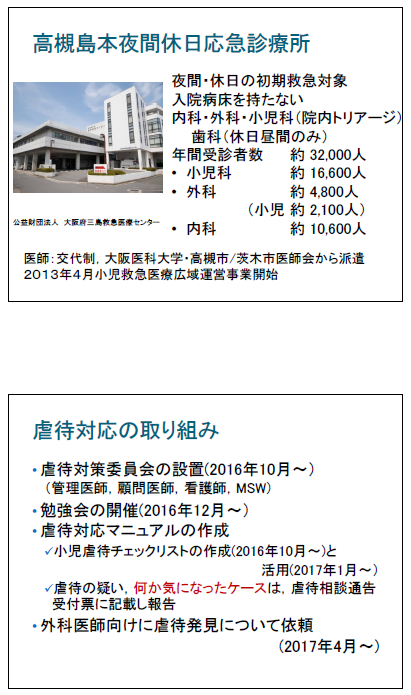 高槻島本夜間休日応急診療所
夜間・休日の初期救急対象
入院病床を持たない
内科・外科・小児科(院内トリアージ)
歯科(休日昼間のみ)
年間受診者数 約 32,000人
• 小児科 約 16,600人
• 外科 約 4,800人
(小児 約 2,100人)
• 内科 約 10,600人
公益財団法人 大阪府三島救急医療センター
医師:交代制, 大阪医科大学・高槻市/茨木市医師会から派遣
2013年4月小児救急医療広域運営事業開始
虐待対応の取り組み
• 虐待対策委員会の設置(2016年10月~)
(管理医師, 顧問医師, 看護師, MSW)
• 勉強会の開催(2016年12月~)
• 虐待対応マニュアルの作成
✓小児虐待チェックリストの作成(2016年10月~)と
活用(2017年1月~)
✓虐待の疑い, 何か気になったケースは, 虐待相談通告
受付票に記載し報告
• 外科医師向けに虐待発見について依頼
(2017年4月~)